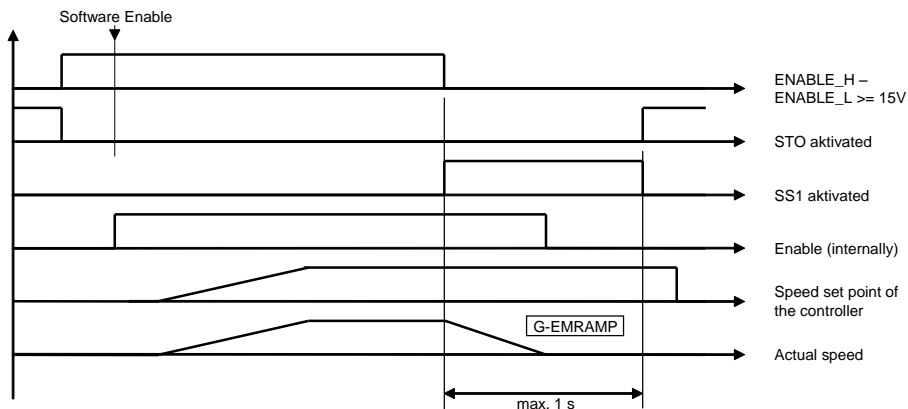 Software Enable
ENABLE_H –
ENABLE_L >= 15V
STO aktivated
SS1 aktivated
Enable (internally)
Speed set point of
the controller
G-EMRAMP
Actual speed
max. 1 s